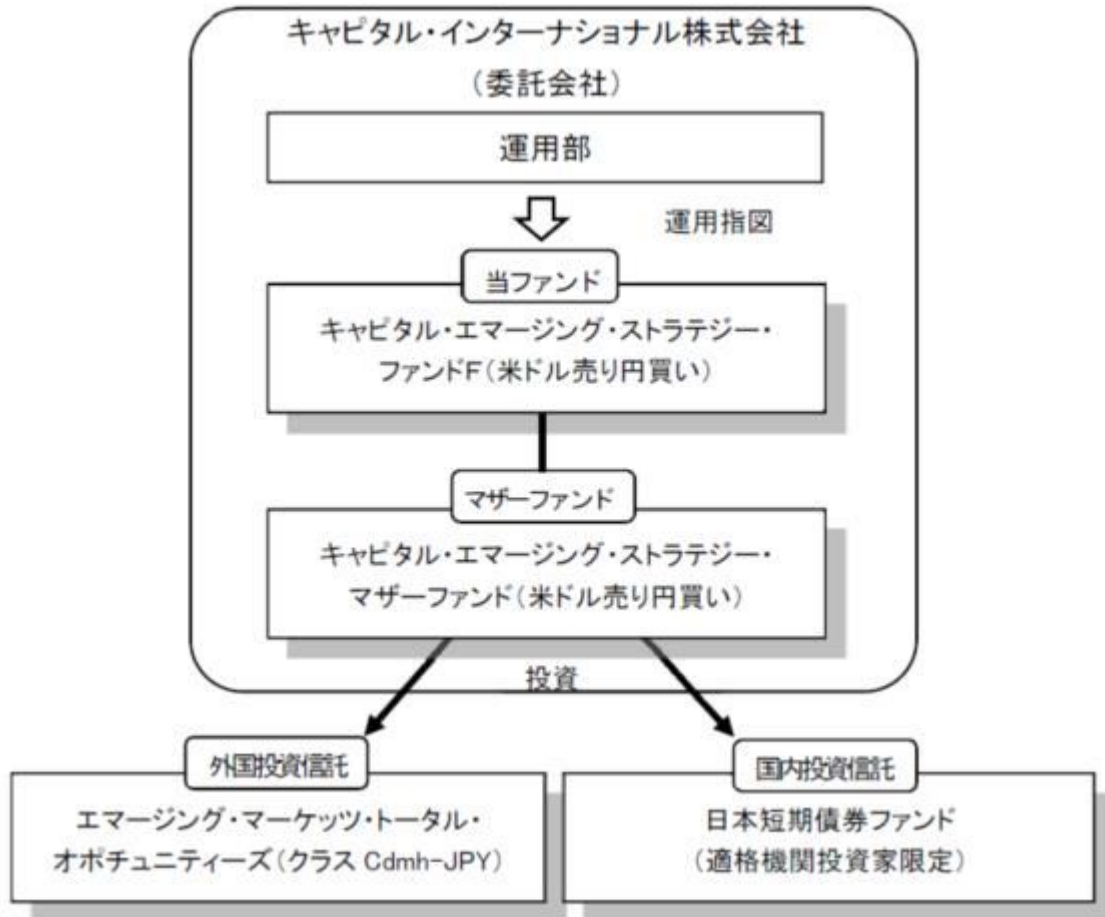 キャピタル・インターナショナル株式会社
（委託会社）
運用部
運用指図
当ファンド
キャピタル・エマージング・ストラテジー・
ファンドF（米ドル売り円買い）
マザーファンド
キャピタル・エマージング・ストラテジー・
マザーファンド（米ドル売り円買い）
投資
外国投資信託
エマージング・マーケッツ・トータル・
オポチュニティーズ（クラス Cdmh-JPY）
国内投資信託
日本短期債券ファンド
（適格機関投資家限定）